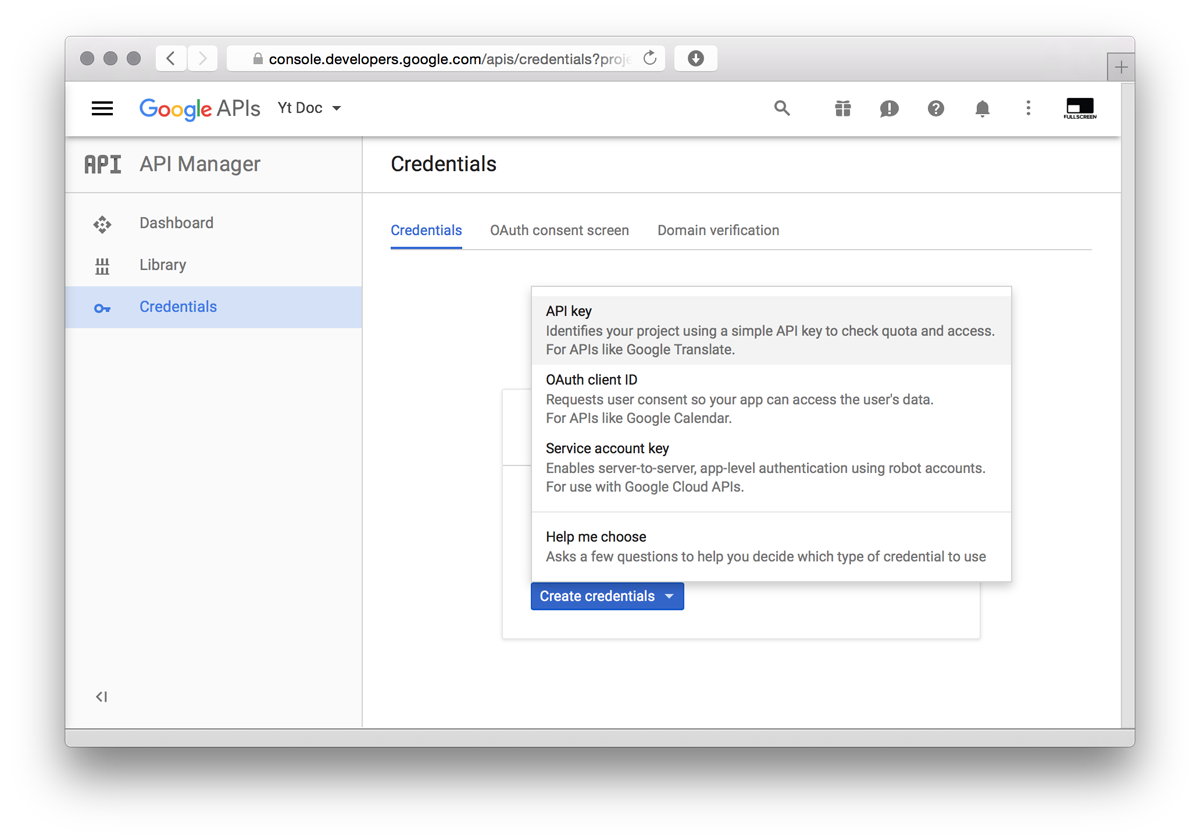 console.developers.google.com/apis/credentials?proj
Google APIs Yt Doc
FULLSCREEN
API API Manager
Credentials
Dashboard
Library
Credentials
Credentials OAuth consent screen Domain verification
API key
Identifies your project using a simple API key to check quota and access.
For APIs like Google Translate.
OAuth client ID
Requests user consent so your app can access the user's data.
For APIs like Google Calendar.
Service account key
Enables server-to-server, app-level authentication using robot accounts.
For use with Google Cloud APIs.
Help me choose
Asks a few questions to help you decide which type of credential to use
Create credentials